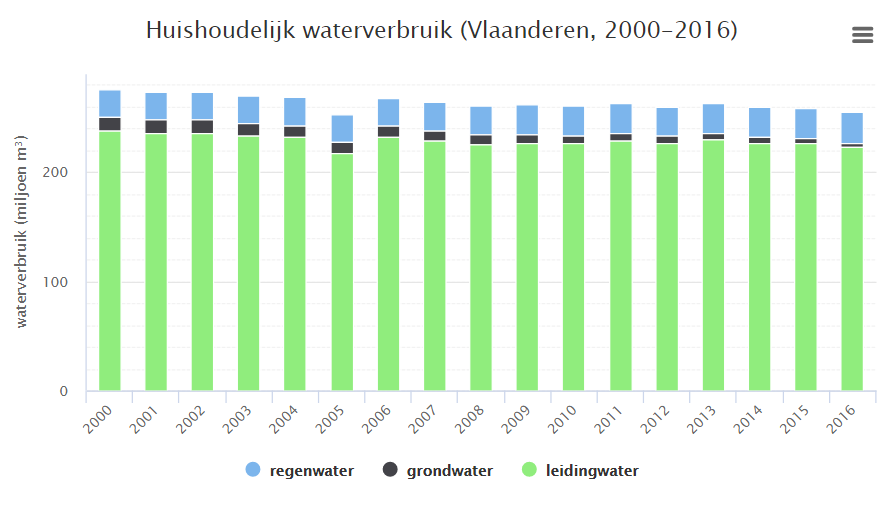 Huishoudelijk waterverbruik (Vlaanderen, 2000-2016)
waterverbruik (miljoen m³)
200
100
0
2000 2001 2002 2003 2004 2005 2006 2007 2008 2009 2010 2011 2012 2013 2014 2015 2016
regenwater grondwater leidingwater